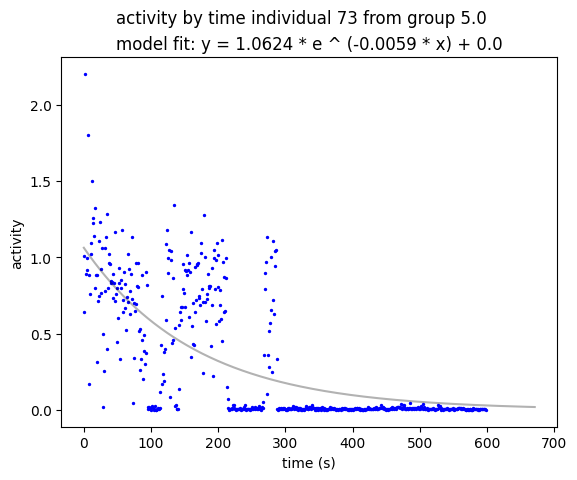 activity by time individual 73 from group 5.0
model fit: y = 1.0624 * e ^ (-0.0059 * x) + 0.0
2.0
1.5
1.0
0.5
0.0
activity
0 100 200 300 400 500 600 700
time (s)